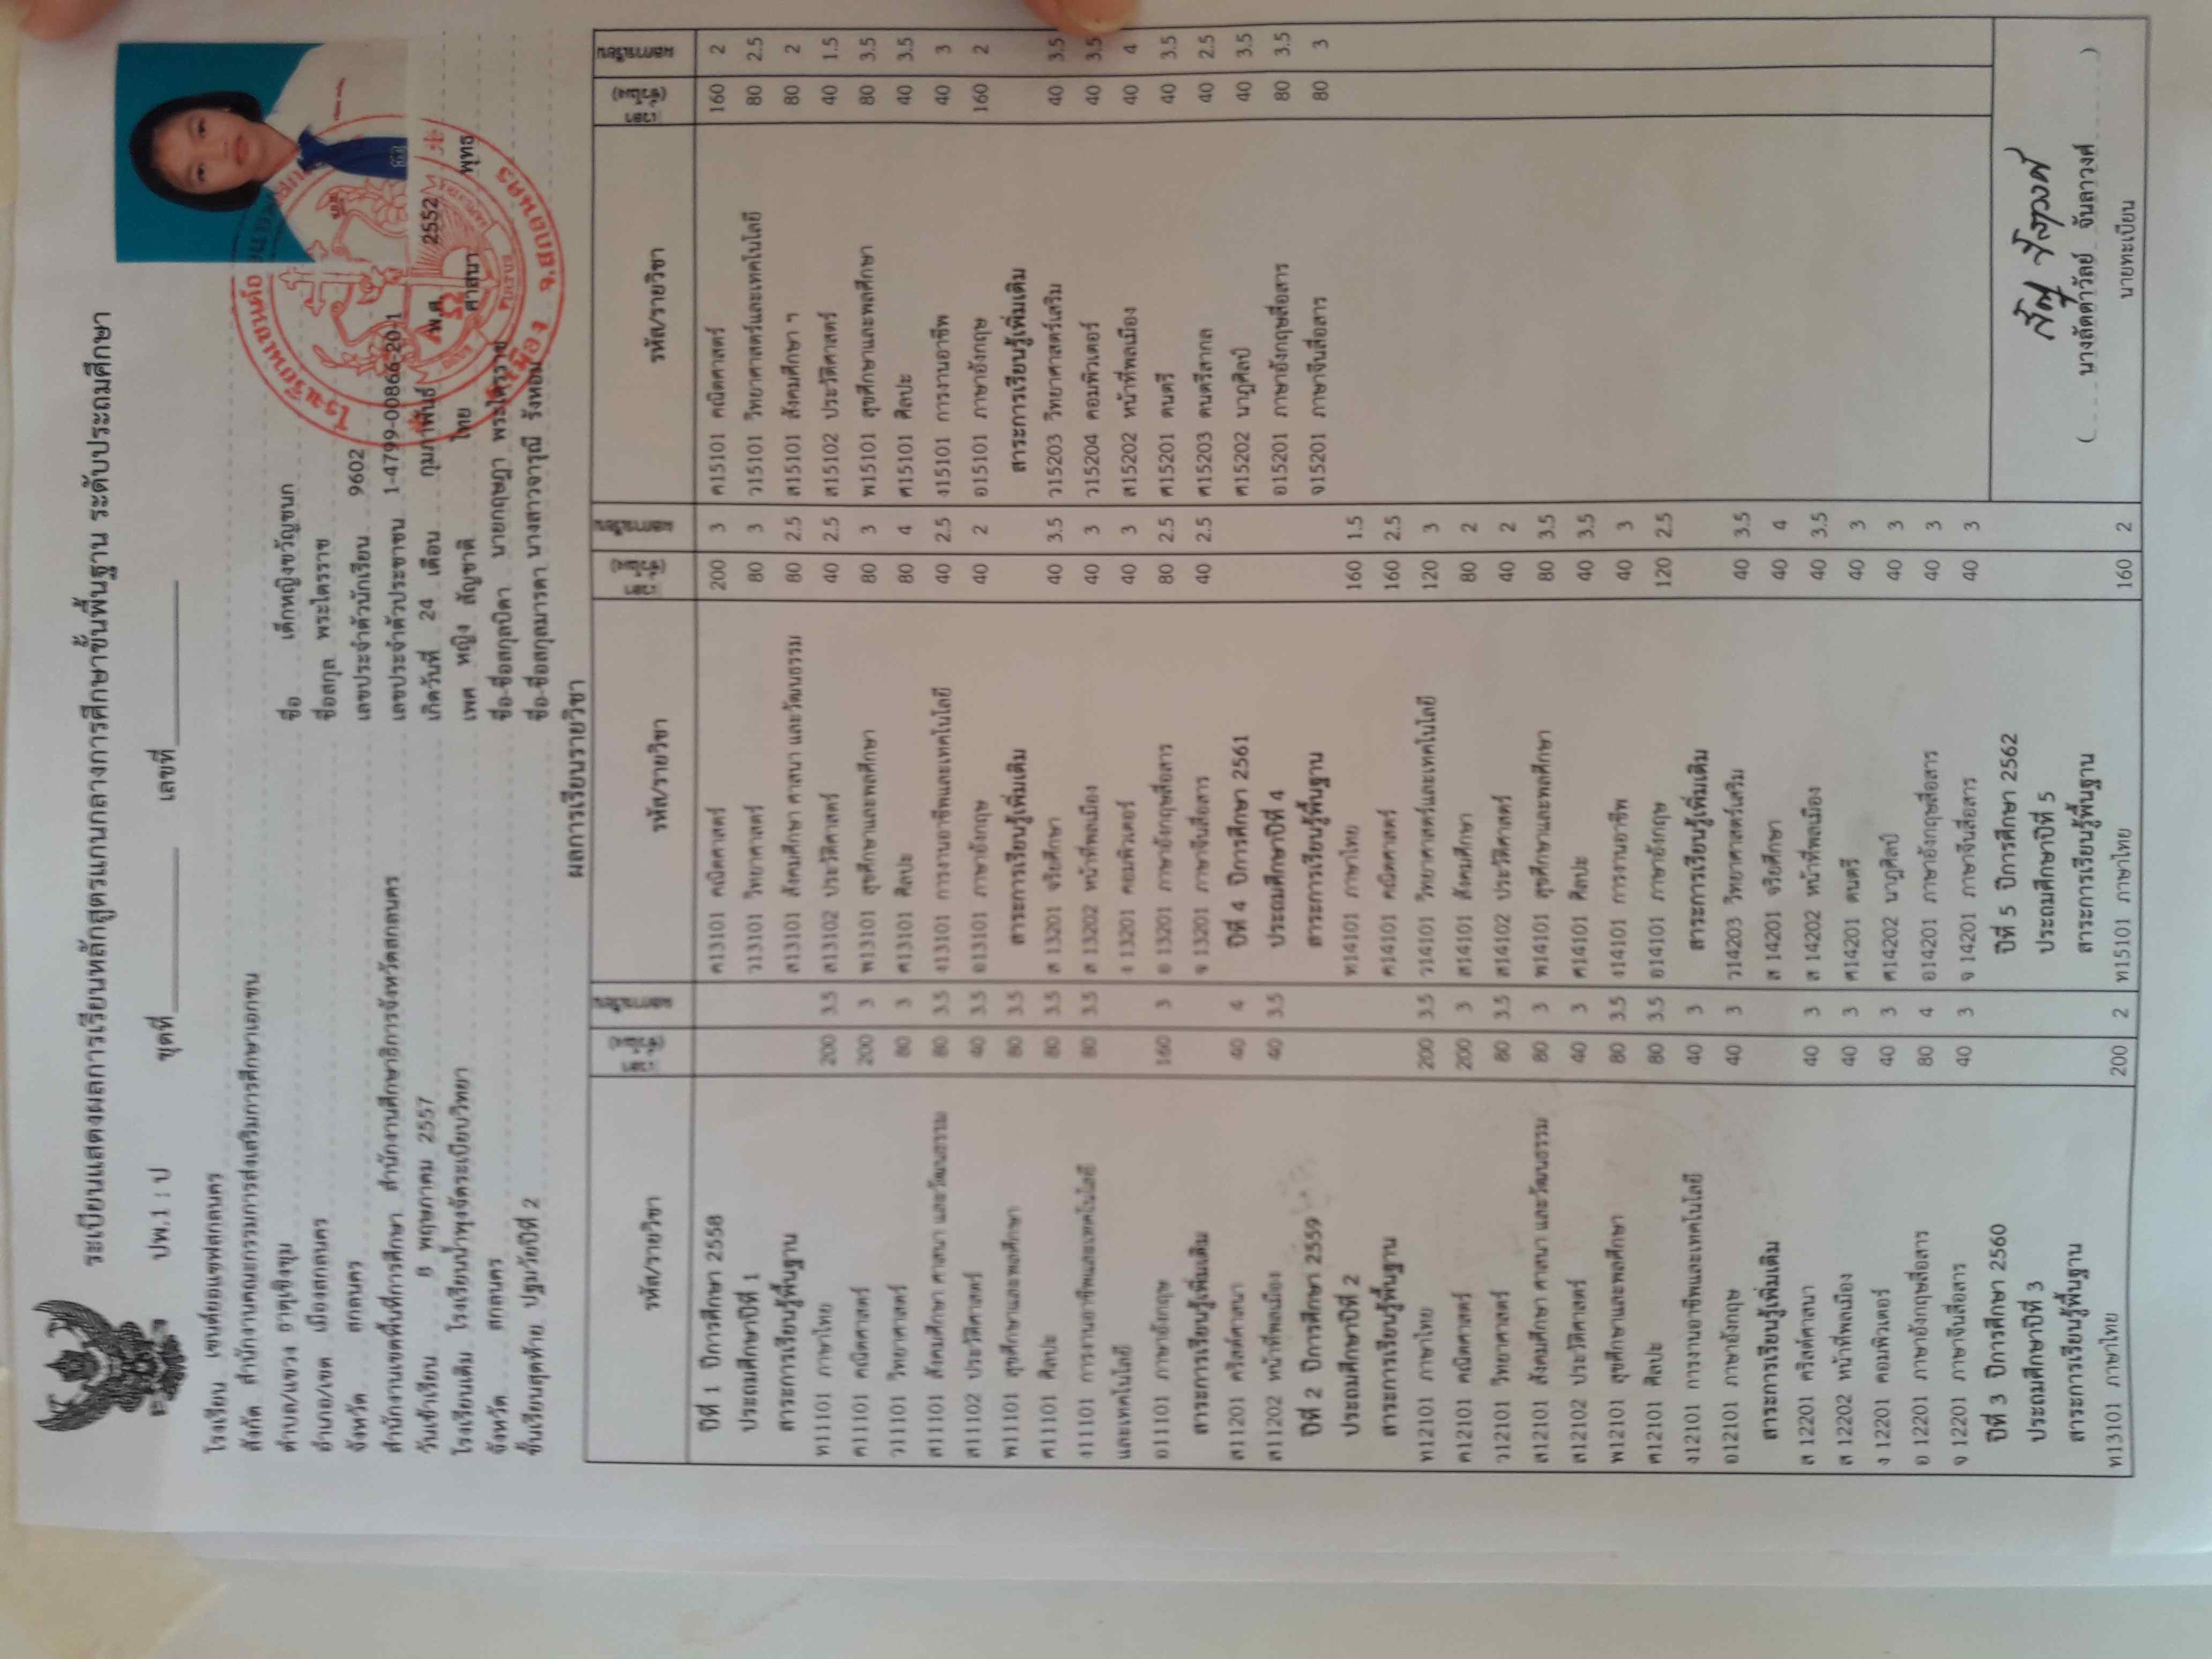 ระเบียนแสดงผลการเรียนหลักสูตรแกนกลางการศึกษาขั้นพื้นฐาน ระดับประถมศึกษา
ปพ.1 : ป ชุดที่ เลขที่
โรงเรียน เซนต์ยอแซฟสกลนคร
สังกัด สำนักงานคณะกรรมการส่งเสริมการศึกษาเอกชน
ตำบล/แขวง ธาตุเชิงชุม
อำเภอ/เขต เมืองสกลนคร
จังหวัด สกลนคร
สำนักงานเขตพื้นที่การศึกษา สำนักงานศึกษาธิการจังหวัดสกลนคร
วันเข้าเรียน 8 พฤษภาคม 2557
โรงเรียนเดิม โรงเรียนน้ำพุงจัดระเบียบวิทยา
จังหวัด สกลนคร
ชั้นเรียนสุดท้าย ปฐมวัยปีที่ 2
ชื่อ เด็กหญิงขวัญชนก
ชื่อสกุล พระไตรราช
เลขประจำตัวนักเรียน 9602
เลขประจำตัวประชาชน 1-4799-00866-20-1
เกิดวันที่ 24 เดือน กุมภาพันธ์ พ.ศ. 2552
เพศ หญิง สัญชาติ ไทย ศาสนา พุทธ
ชื่อ-ชื่อสกุลบิดา นายกฤษฎา พระไตรราช
ชื่อ-ชื่อสกุลมารดา นางสาวจารุณี รังหอม
ผลการเรียนรายวิชา
รหัส/รายวิชา เวลา (ชั่วโมง) ผลการเรียน
ปีที่ 1 ปีการศึกษา 2558
ประถมศึกษาปีที่ 1
สาระการเรียนรู้พื้นฐาน
ท11101 ภาษาไทย 200 3.5
ค11101 คณิตศาสตร์ 200 3
ว11101 วิทยาศาสตร์ 80 3
ส11101 สังคมศึกษา ศาสนา และวัฒนธรรม 80 3.5
ส11102 ประวัติศาสตร์ 40 3.5
พ11101 สุขศึกษาและพลศึกษา 80 3.5
ศ11101 ศิลปะ 80 3.5
ง11101 การงานอาชีพและเทคโนโลยี 80 3.5
และเทคโนโลยี
อ11101 ภาษาอังกฤษ 160 3
สาระการเรียนรู้เพิ่มเติม
ส11201 คริสต์ศาสนา 40 4
ส11202 หน้าที่พลเมือง 40 3.5
ปีที่ 2 ปีการศึกษา 2559
ประถมศึกษาปีที่ 2
สาระการเรียนรู้พื้นฐาน
ท12101 ภาษาไทย 200 3.5
ค12101 คณิตศาสตร์ 200 3
ว12101 วิทยาศาสตร์ 80 3.5
ส12101 สังคมศึกษา ศาสนา และวัฒนธรรม 80 3
ส12102 ประวัติศาสตร์ 40 3
พ12101 สุขศึกษาและพลศึกษา 80 3.5
ศ12101 ศิลปะ 80 3.5
ง12101 การงานอาชีพและเทคโนโลยี 40 3
อ12101 ภาษาอังกฤษ 40 3
สาระการเรียนรู้เพิ่มเติม
ส 12201 คริสต์ศาสนา 40 3
ส 12202 หน้าที่พลเมือง 40 3
ง 12201 คอมพิวเตอร์ 40 3
อ 12201 ภาษาอังกฤษสื่อสาร 80 4
จ 12201 ภาษาจีนสื่อสาร 40 3
ปีที่ 3 ปีการศึกษา 2560
ประถมศึกษาปีที่ 3
สาระการเรียนรู้พื้นฐาน
ท13101 ภาษาไทย 200 2
รหัส/รายวิชา เวลา (ชั่วโมง) ผลการเรียน
ค13101 คณิตศาสตร์ 200 3
ว13101 วิทยาศาสตร์ 80 3
ส13101 สังคมศึกษา ศาสนา และวัฒนธรรม 80 2.5
ส13102 ประวัติศาสตร์ 40 2.5
พ13101 สุขศึกษาและพลศึกษา 80 3
ศ13101 ศิลปะ 80 4
ง13101 การงานอาชีพและเทคโนโลยี 40 2.5
อ13101 ภาษาอังกฤษ 40 2
สาระการเรียนรู้เพิ่มเติม
ส 13201 จริยศึกษา 40 3.5
ส 13202 หน้าที่พลเมือง 40 3
ง 13201 คอมพิวเตอร์ 40 3
อ 13201 ภาษาอังกฤษสื่อสาร 80 2.5
จ 13201 ภาษาจีนสื่อสาร 40 2.5
ปีที่ 4 ปีการศึกษา 2561
ประถมศึกษาปีที่ 4
สาระการเรียนรู้พื้นฐาน
ท14101 ภาษาไทย 160 1.5
ค14101 คณิตศาสตร์ 160 2.5
ว14101 วิทยาศาสตร์และเทคโนโลยี 120 3
ส14101 สังคมศึกษา 80 2
ส14102 ประวัติศาสตร์ 40 2
พ14101 สุขศึกษาและพลศึกษา 80 3.5
ศ14101 ศิลปะ 40 3.5
ง14101 การงานอาชีพ 40 3
อ14101 ภาษาอังกฤษ 120 2.5
สาระการเรียนรู้เพิ่มเติม
ว14203 วิทยาศาสตร์เสริม 40 3.5
ส 14201 จริยศึกษา 40 4
ส 14202 หน้าที่พลเมือง 40 3.5
ศ14201 ดนตรี 40 3
ศ14202 นาฏศิลป์ 40 3
อ14201 ภาษาอังกฤษสื่อสาร 40 3
จ 14201 ภาษาจีนสื่อสาร 40 3
ปีที่ 5 ปีการศึกษา 2562
ประถมศึกษาปีที่ 5
สาระการเรียนรู้พื้นฐาน
ท15101 ภาษาไทย 160 2
รหัส/รายวิชา เวลา (ชั่วโมง) ผลการเรียน
ค15101 คณิตศาสตร์ 160 2
ว15101 วิทยาศาสตร์และเทคโนโลยี 80 2.5
ส15101 สังคมศึกษา ฯ 80 2
ส15102 ประวัติศาสตร์ 40 1.5
พ15101 สุขศึกษาและพลศึกษา 80 3.5
ศ15101 ศิลปะ 40 3.5
ง15101 การงานอาชีพ 40 3
อ15101 ภาษาอังกฤษ 160 2
สาระการเรียนรู้เพิ่มเติม
ว15203 วิทยาศาสตร์เสริม 40 3.5
ว15204 คอมพิวเตอร์ 40 3.5
ส15202 หน้าที่พลเมือง 40 4
ศ15201 ดนตรี 40 3.5
ศ15203 ดนตรีสากล 40 2.5
ศ15202 นาฏศิลป์ 40 3.5
อ15201 ภาษาอังกฤษสื่อสาร 80 3.5
จ15201 ภาษาจีนสื่อสาร 80 3
( นางลัดดาวัลย์ จันลาวงศ์ )
นายทะเบียน